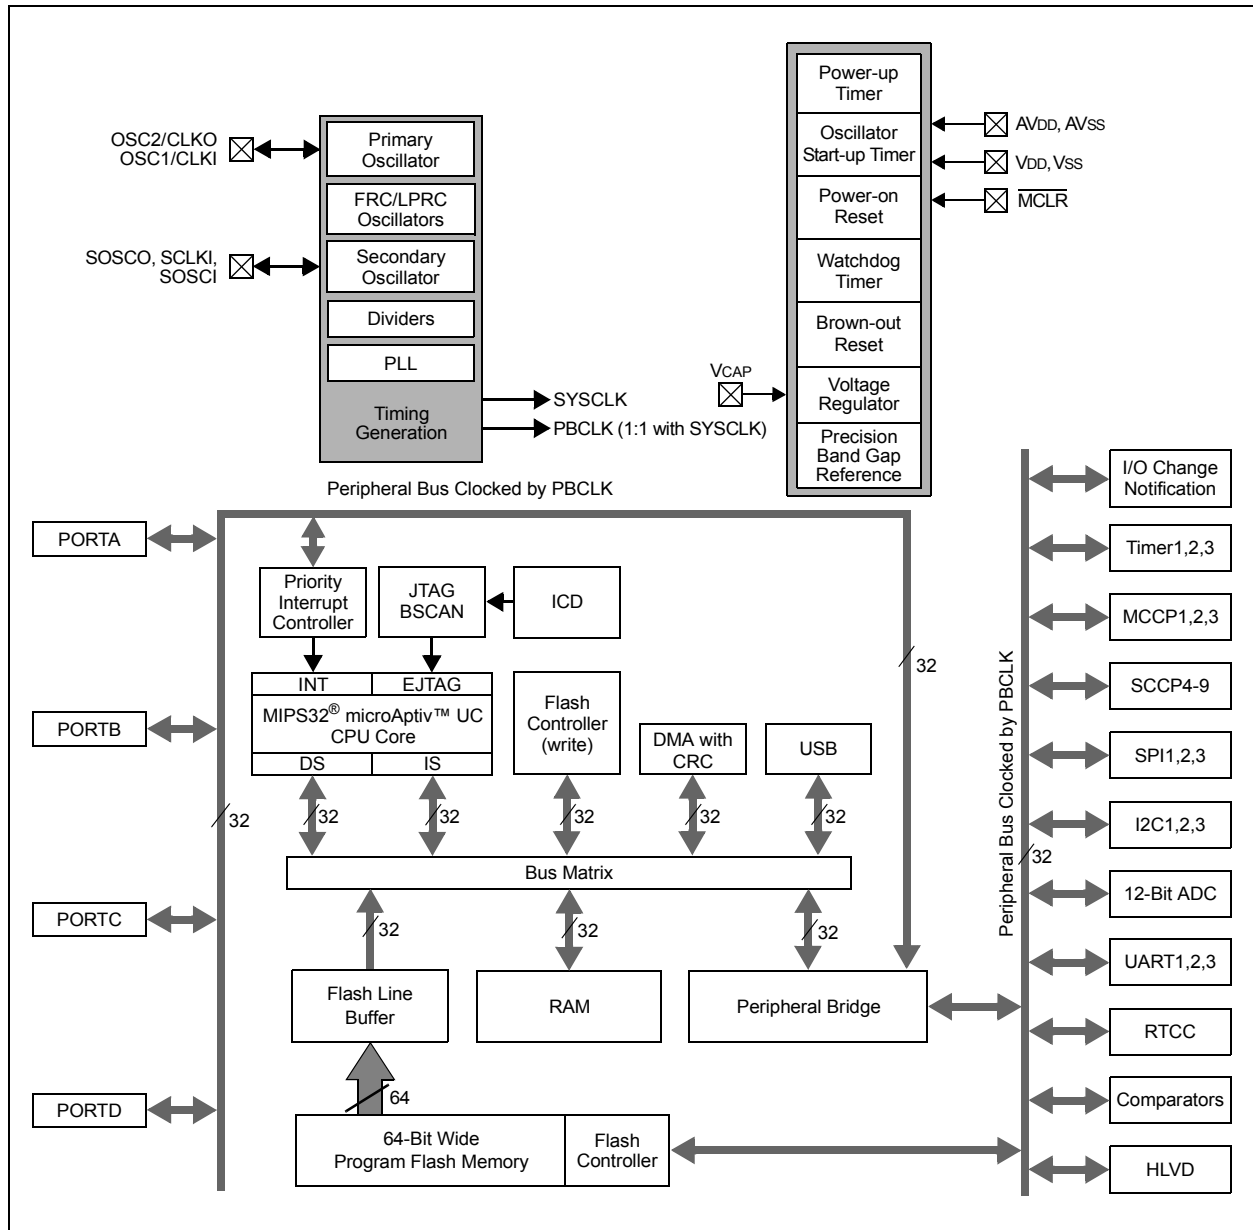 OSC2/CLKO
OSC1/CLKI
SOSCO, SCLKI,
SOSCI
Primary
Oscillator
FRC/LPRC
Oscillators
Secondary
Oscillator
Dividers
PLL
Timing
Generation
SYSCLK
PBCLK (1:1 with SYSCLK)
Power-up
Timer
Oscillator
Start-up Timer
Power-on
Reset
Watchdog
Timer
Brown-out
Reset
Voltage
Regulator
Precision
Band Gap
Reference
AVDD, AVSS
VDD, VSS
MCLR
VCAP
Peripheral Bus Clocked by PBCLK
PORTA
PORTB
PORTC
PORTD
32
Priority
Interrupt
Controller
JTAG
BSCAN
ICD
INT
EJTAG
MIPS32® microAptiv™ UC
CPU Core
DS
IS
Flash
Controller
(write)
DMA with
CRC
USB
32
32
32
32
32
32
Bus Matrix
32
32
32
Flash Line
Buffer
RAM
Peripheral Bridge
64
64-Bit Wide
Program Flash Memory
Flash
Controller
Peripheral Bus Clocked by PBCLK
32
I/O Change
Notification
Timer1,2,3
MCCP1,2,3
SCCP4-9
SPI1,2,3
I2C1,2,3
12-Bit ADC
UART1,2,3
RTCC
Comparators
HLVD